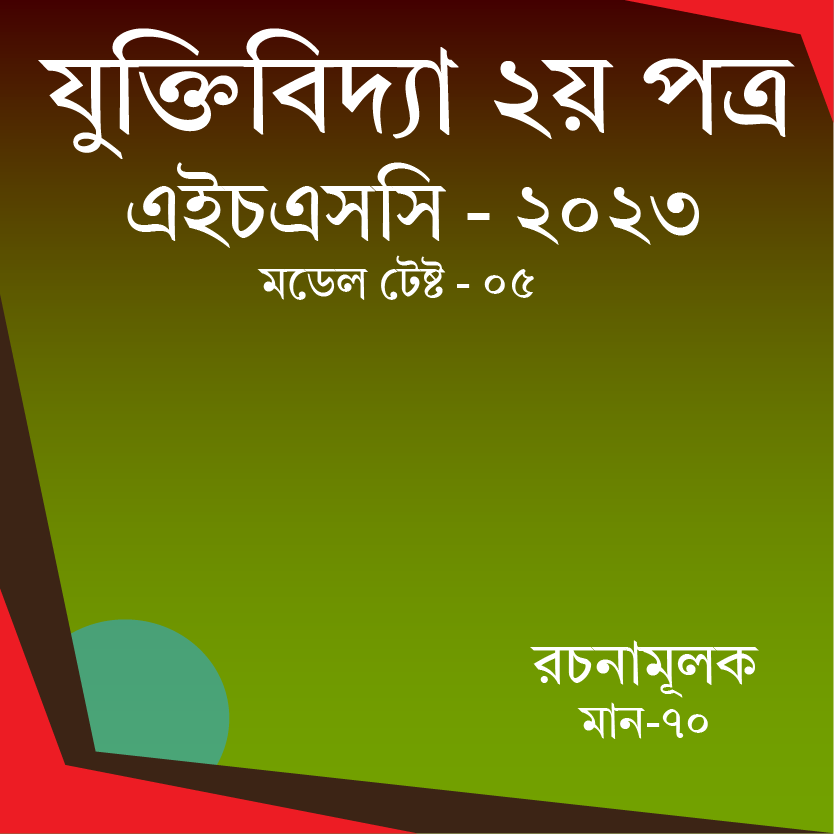 যুক্তিবিদ্যা ২য় পত্র
এইচএসসি - ২০২৩
মডেল টেষ্ট - ০৫
রচনামূলক
মান-৭০